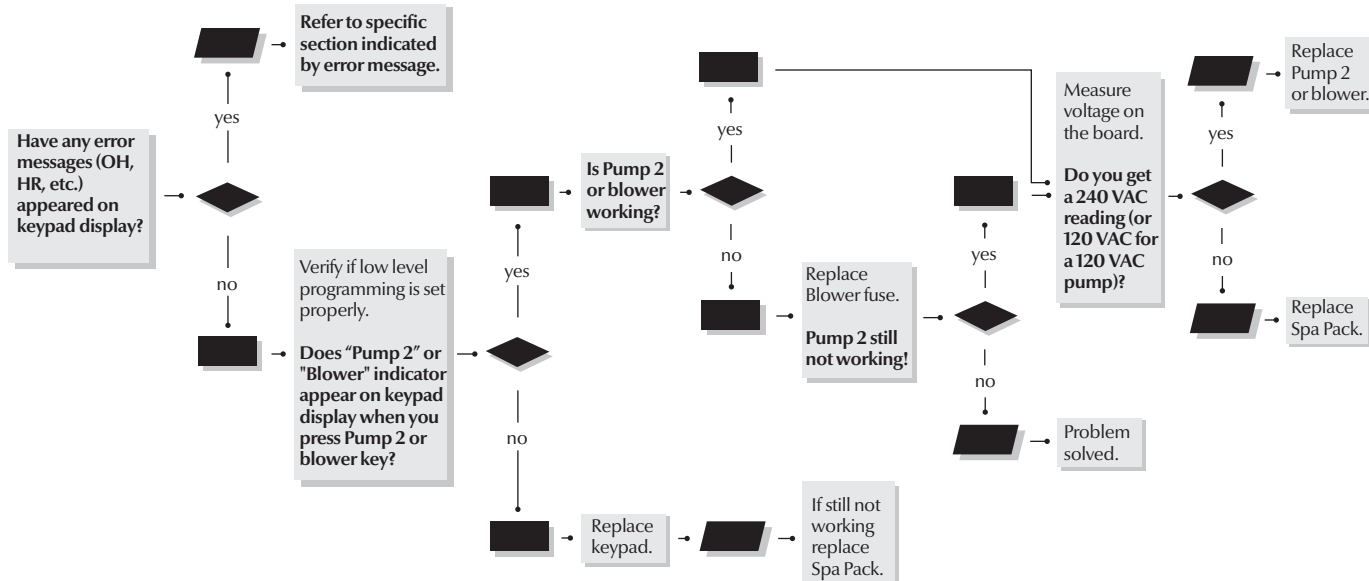 Have any error
messages (OH,
HR, etc.)
appeared on
keypad display?
yes
Refer to specific
section indicated
by error message.
no
Verify if low level
programming is set
properly.
Does “Pump 2” or
"Blower" indicator
appear on keypad
display when you
press Pump 2 or
blower key?
yes
Is Pump 2
or blower
working?
yes
no
Replace
Blower fuse.
Pump 2 still
not working!
yes
Measure
voltage on
the board.
Do you get
a 240 VAC
reading (or
120 VAC for
a 120 VAC
pump)?
yes
Replace
Pump 2
or blower.
no
Replace
Spa Pack.
no
Problem
solved.
no
Replace
keypad.
If still not
working
replace
Spa Pack.